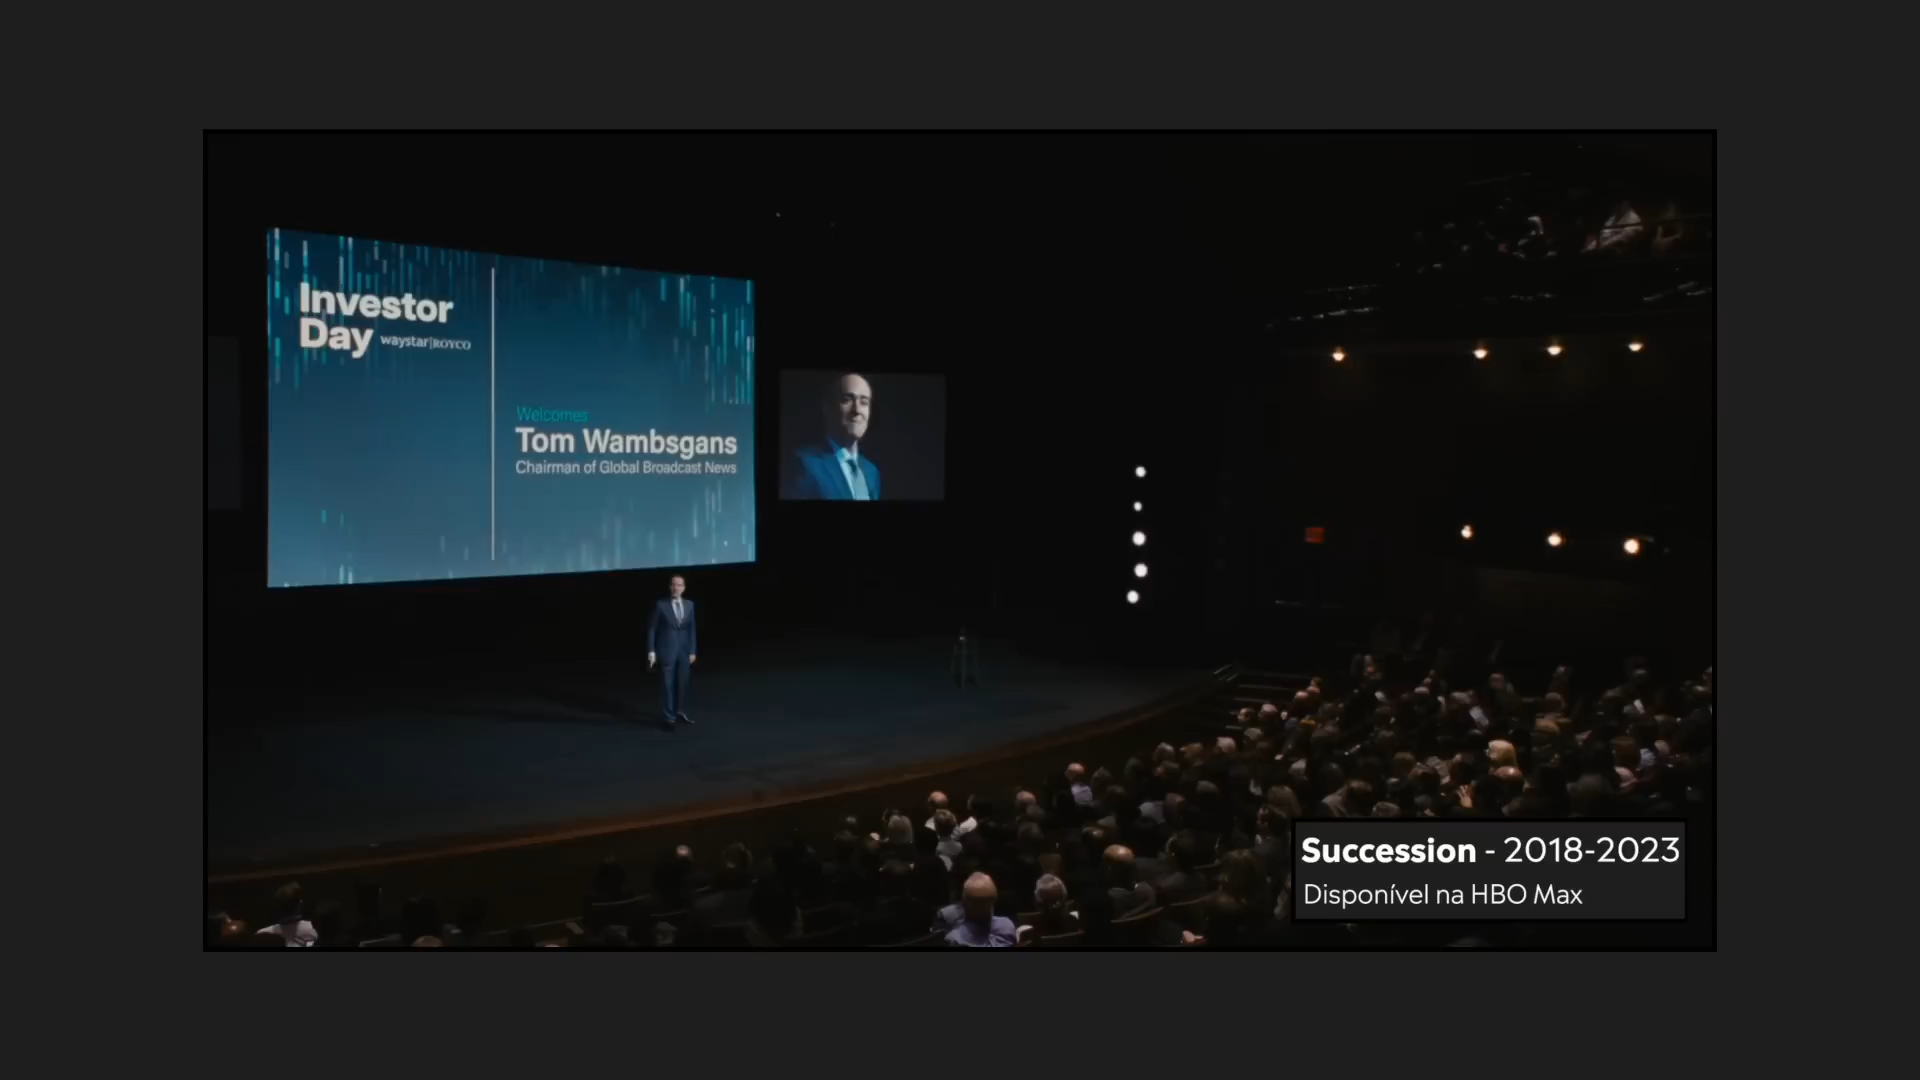 Investor
Day waystar|ROYCO
Welcomes
Tom Wambsgans
Chairman of Global Broadcast News
Succession - 2018-2023
Disponível na HBO Max